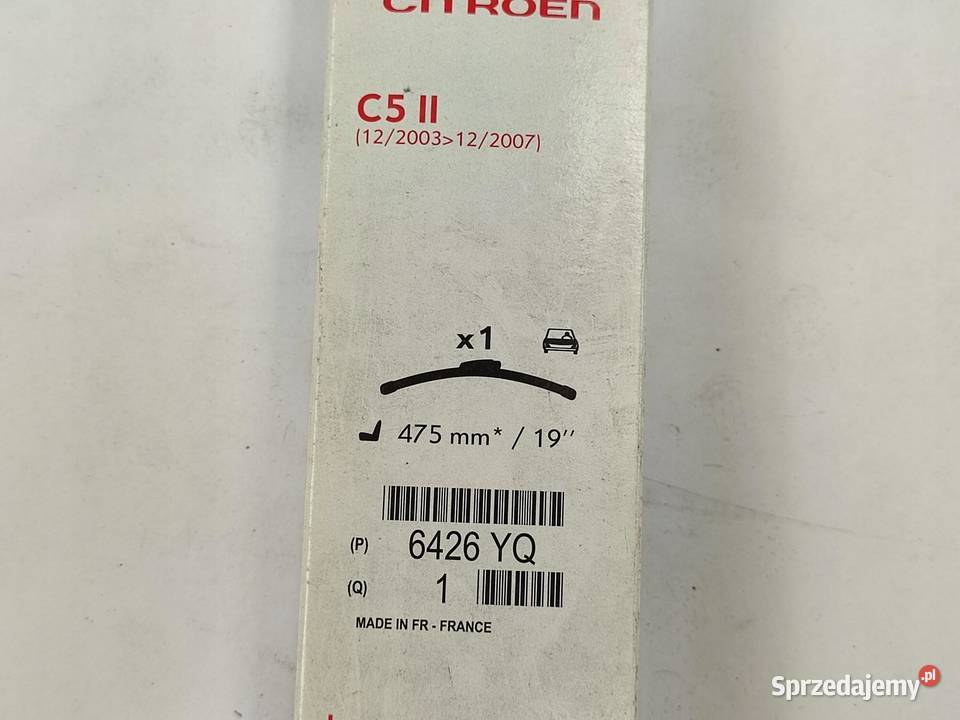 CITROËN
C5 II
(12/2003>12/2007)
x1
475 mm* / 19’’
(P) 6426 YQ
(Q) 1
MADE IN FR - FRANCE
Sprzedajemy.pl